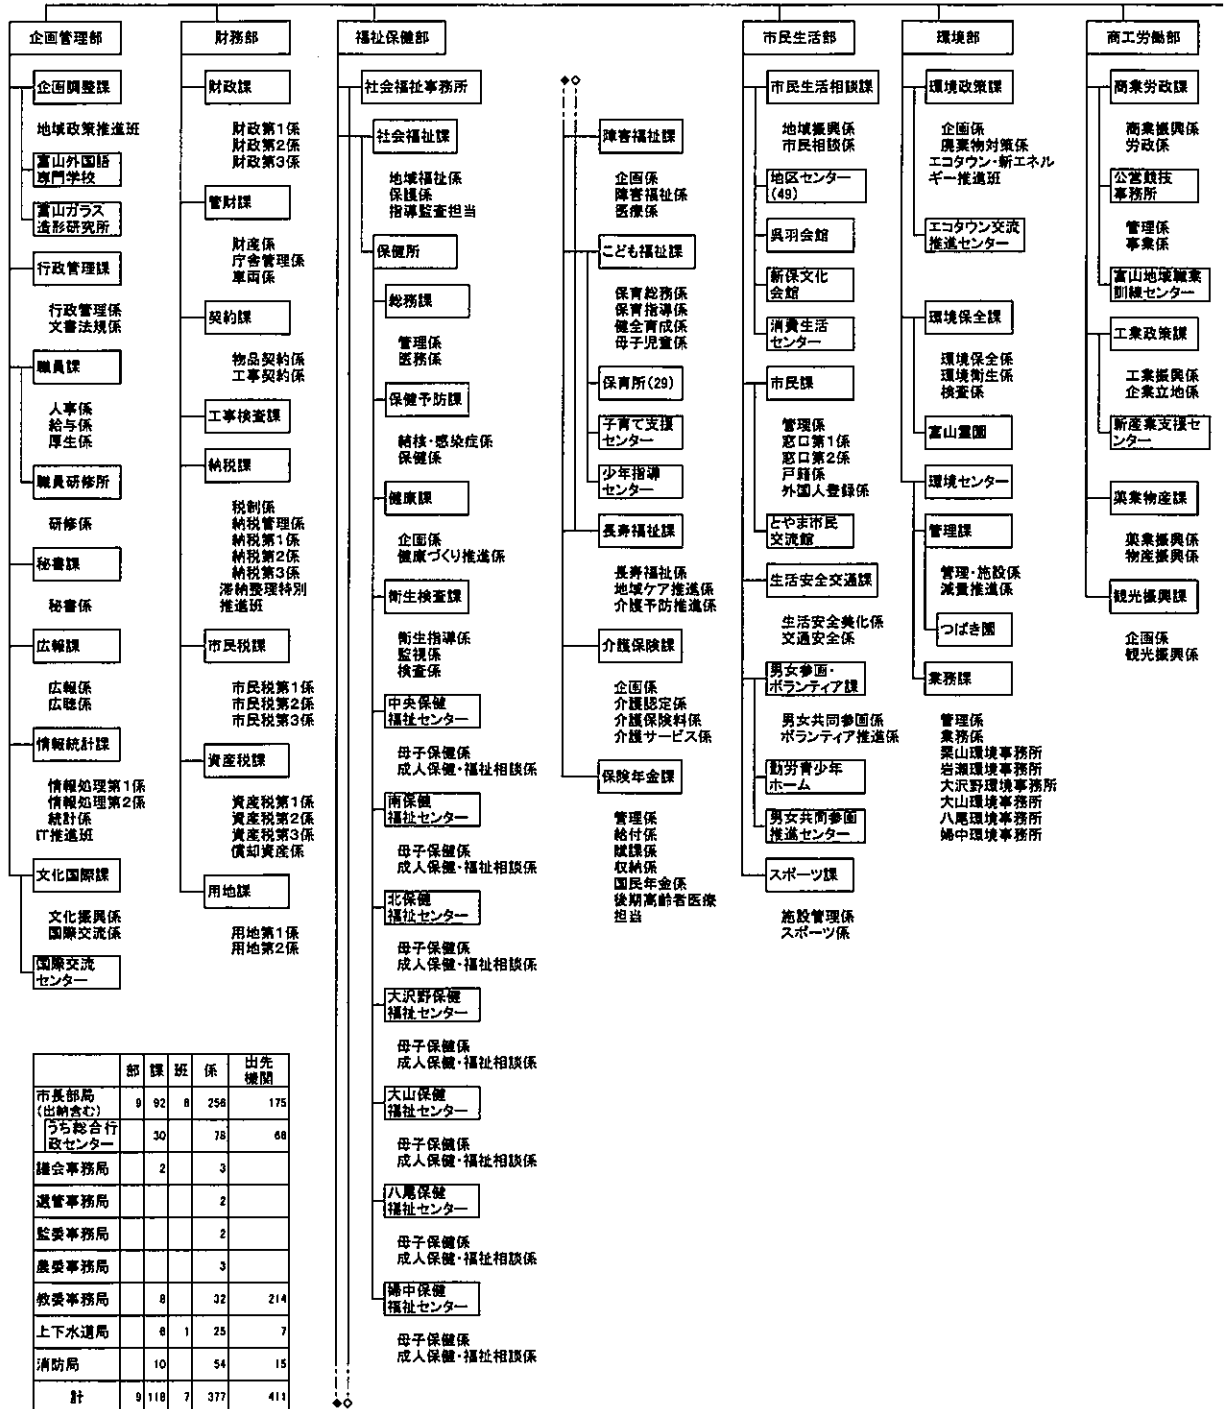 企画管理部
企画調整課
地域政策推進班
富山外国語
専門学校
富山ガラス
造形研究所
行政管理課
行政管理係
文書法規係
職員課
人事係
給与係
厚生係
職員研修所
研修係
秘書課
秘書係
広報課
広報係
広聴係
情報統計課
情報処理第1係
情報処理第2係
統計係
IT推進班
文化国際課
文化振興係
国際交流係
国際交流
センター
財務部
財政課
財政第1係
財政第2係
財政第3係
管財課
財産係
庁舎管理係
車両係
契約課
物品契約係
工事契約係
工事検査課
納税課
税制係
納税管理係
納税第1係
納税第2係
納税第3係
滞納整理特別
推進班
市民税課
市民税第1係
市民税第2係
市民税第3係
資産税課
資産税第1係
資産税第2係
資産税第3係
償却資産係
用地課
用地第1係
用地第2係
福祉保健部
社会福祉事務所
社会福祉課
地域福祉係
保護係
指導監査担当
保健所
総務課
管理係
医務係
保健予防課
結核・感染症係
保健係
健康課
企画係
健康づくり推進係
衛生検査課
衛生指導係
監視係
検査係
中央保健
福祉センター
母子保健係
成人保健・福祉相談係
南保健
福祉センター
母子保健係
成人保健・福祉相談係
北保健
福祉センター
母子保健係
成人保健・福祉相談係
大沢野保健
福祉センター
母子保健係
成人保健・福祉相談係
大山保健
福祉センター
母子保健係
成人保健・福祉相談係
八尾保健
福祉センター
母子保健係
成人保健・福祉相談係
婦中保健
福祉センター
母子保健係
成人保健・福祉相談係
◆◇
◆◇
障害福祉課
企画係
障害福祉係
医療係
こども福祉課
保育総務係
保育指導係
健全育成係
母子児童係
保育所(29)
子育て支援
センター
少年指導
センター
長寿福祉課
長寿福祉係
地域ケア推進係
介護予防推進係
介護保険課
企画係
介護認定係
介護保険料係
介護サービス係
保険年金課
管理係
給付係
賦課係
収納係
国民年金係
後期高齢者医療
担当
市民生活部
市民生活相談課
地域振興係
市民相談係
地区センター
(49)
呉羽会館
新保文化
会館
消費生活
センター
市民課
管理係
窓口第1係
窓口第2係
戸籍係
外国人登録係
とやま市民
交流館
生活安全交通課
生活安全美化係
交通安全係
男女参画・
ボランティア課
男女共同参画係
ボランティア推進係
勤労青少年
ホーム
男女共同参画
推進センター
スポーツ課
施設管理係
スポーツ係
環境部
環境政策課
企画係
廃棄物対策係
エコタウン・新エネル
ギー推進班
エコタウン交流
推進センター
環境保全課
環境保全係
環境衛生係
検査係
富山霊園
環境センター
管理課
管理・施設係
減量推進係
つばき園
業務課
管理係
業務係
栗山環境事務所
岩瀬環境事務所
大沢野環境事務所
大山環境事務所
八尾環境事務所
婦中環境事務所
商工労働部
商業労政課
商業振興係
労政係
公営競技
事務所
管理係
事業係
富山地域職業
訓練センター
工業政策課
工業振興係
企業立地係
新産業支援セ
ンター
薬業物産課
薬業振興係
物産振興係
観光振興課
企画係
観光振興係
部 課 班 係 出先
機関
市長部局
(出納含む) 9 92 6 256 175
うち総合行
政センター 30 78 68
議会事務局 2 3
選管事務局 2
監委事務局 2
農委事務局 3
教委事務局 8 32 214
上下水道局 6 1 25 7
消防局 10 54 15
計 9 118 7 377 411